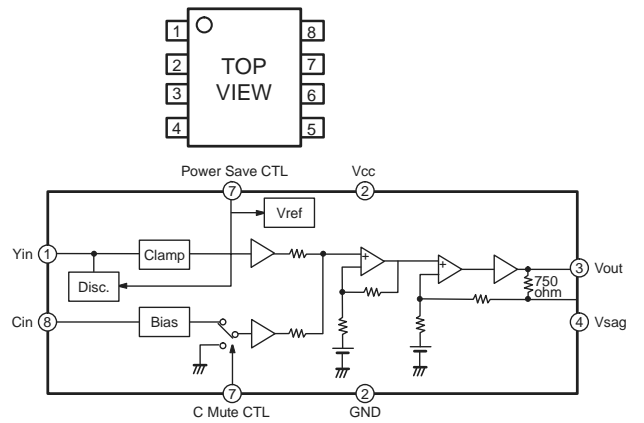 1
8
2
7
TOP
VIEW
3
6
4
5
Power Save CTL
Vcc
7
2
Vref
Yin
1
Clamp
+
+
3
Vout
Disc.
750
ohm
Cin
8
Bias
4
Vsag
7
2
C Mute CTL
GND